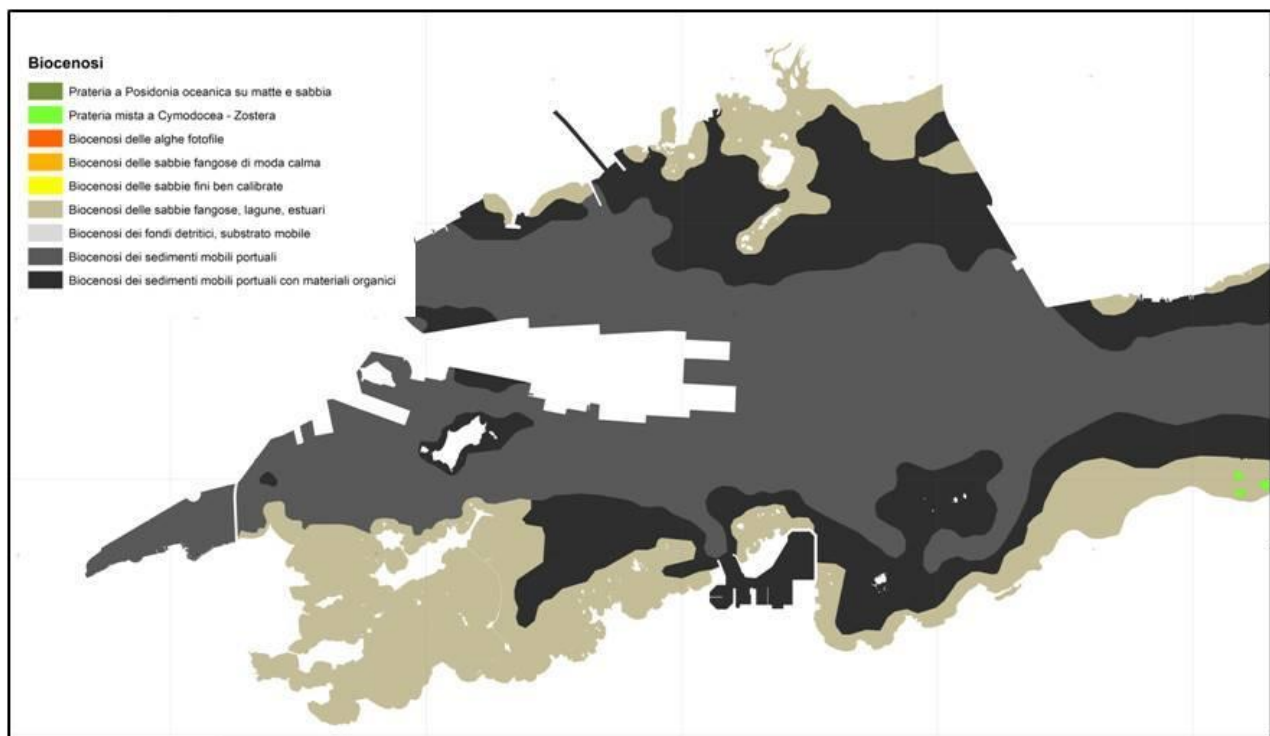 Biocenosi
Prateria a Posidonia oceanica su matte e sabbia
Prateria mista a Cymodocea - Zostera
Biocenosi delle alghe fotofile
Biocenosi delle sabbie fangose di moda calma
Biocenosi delle sabbie fini ben calibrate
Biocenosi delle sabbie fangose, lagune, estuari
Biocenosi dei fondi detritici, substrato mobile
Biocenosi dei sedimenti mobili portuali
Biocenosi dei sedimenti mobili portuali con materiali organici